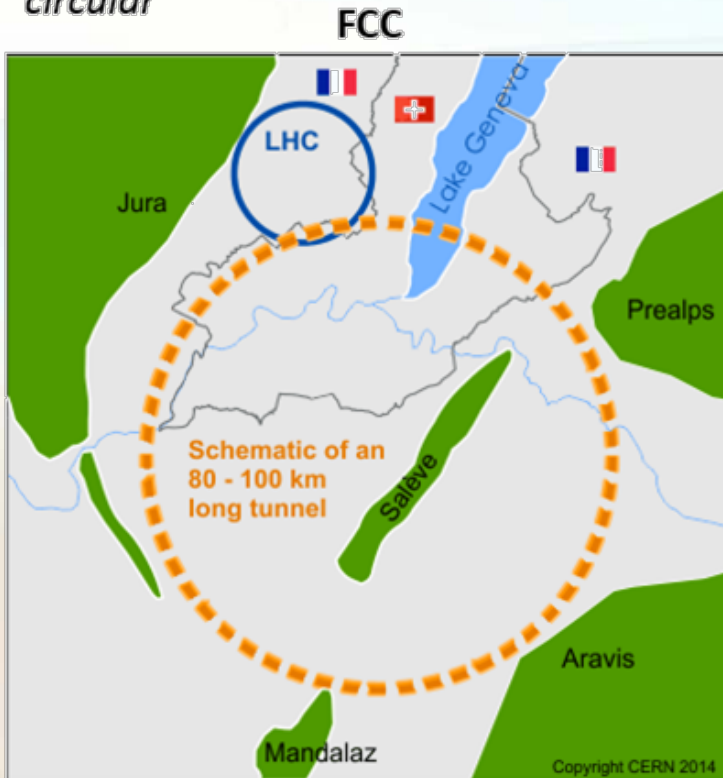 circular
FCC
LHC
Lake Geneva
Jura
Prealps
Schematic of an
80 - 100 km
long tunnel
Salève
Aravis
Mandalaz
Copyright CERN 2014